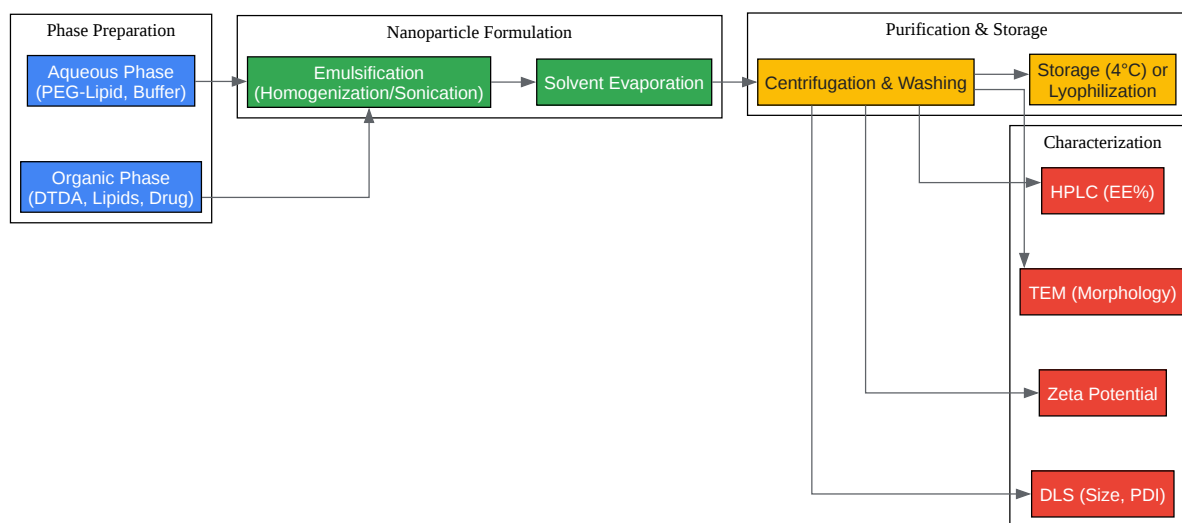 Phase Preparation
Aqueous Phase
(PEG-Lipid, Buffer)
Organic Phase
(DTDA, Lipids, Drug)
Nanoparticle Formulation
Emulsification
(Homogenization/Sonication)
Solvent Evaporation
Purification & Storage
Centrifugation & Washing
Storage (4°C) or
Lyophilization
Characterization
HPLC (EE%)
TEM (Morphology)
Zeta Potential
DLS (Size, PDI)